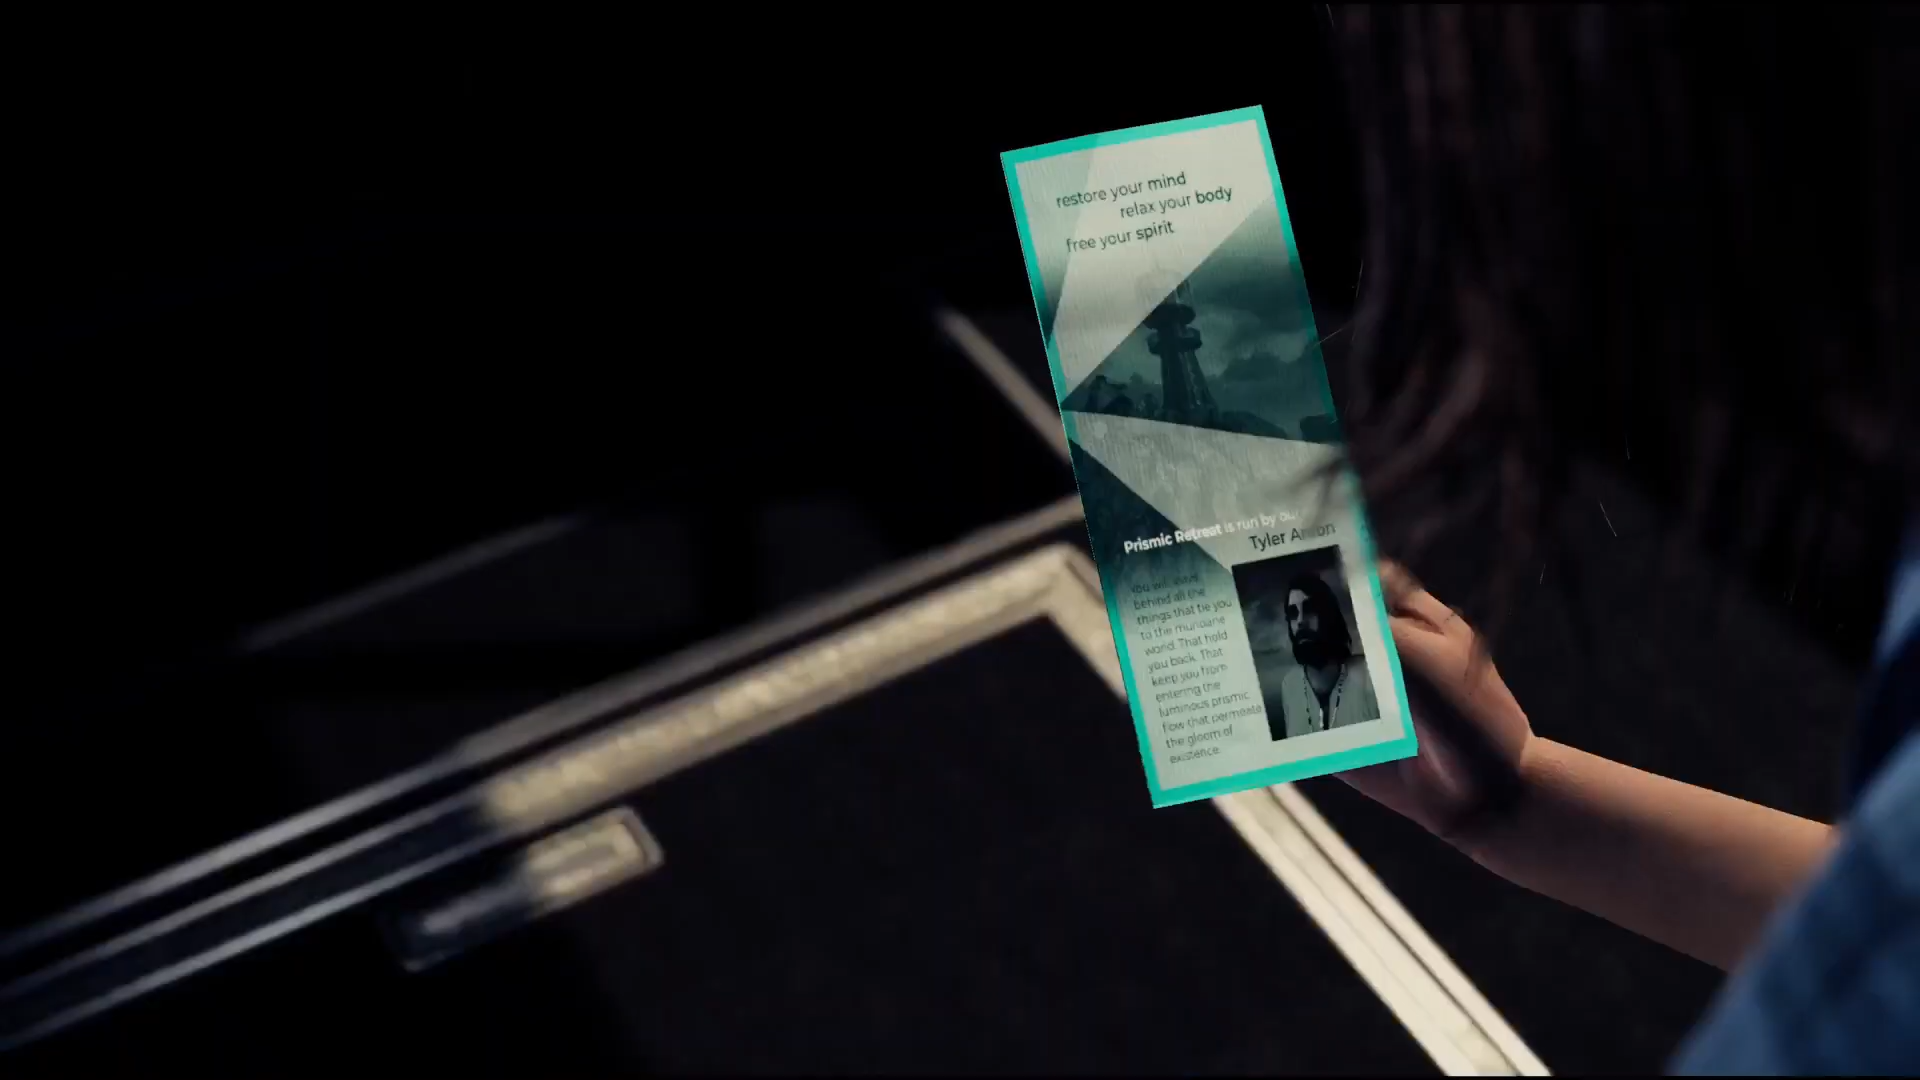 restore your mind
relax your body
free your spirit
Prismic Retreat is run by our
Tyler
you will leave
behind all the
things that tie you
to the mundane
world. That hold
you back. That
keep you from
entering the
luminous prismic
flow that permeate
the gloom of
existence.